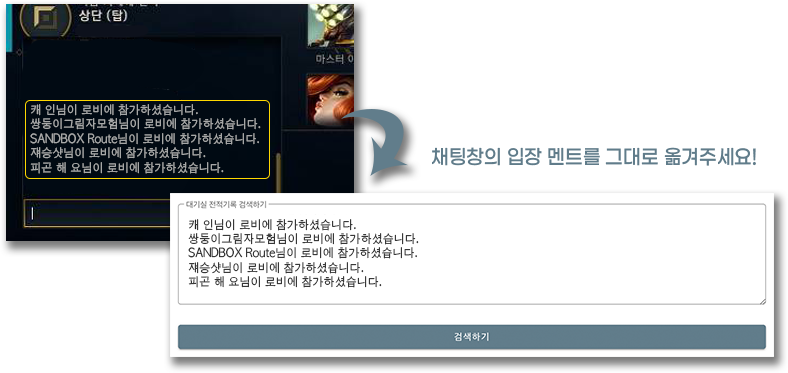 상단 (탑)
마스터 이
캐 인님이 로비에 참가하셨습니다.
쌍둥이그림자모험님이 로비에 참가하셨습니다.
SANDBOX Route님이 로비에 참가하셨습니다.
재승샷님이 로비에 참가하셨습니다.
피곤 해 요님이 로비에 참가하셨습니다.
채팅창의 입장 멘트를 그대로 옮겨주세요!
대기실 전적기록 검색하기
캐 인님이 로비에 참가하셨습니다.
쌍둥이그림자모험님이 로비에 참가하셨습니다.
SANDBOX Route님이 로비에 참가하셨습니다.
재승샷님이 로비에 참가하셨습니다.
피곤 해 요님이 로비에 참가하셨습니다.
검색하기